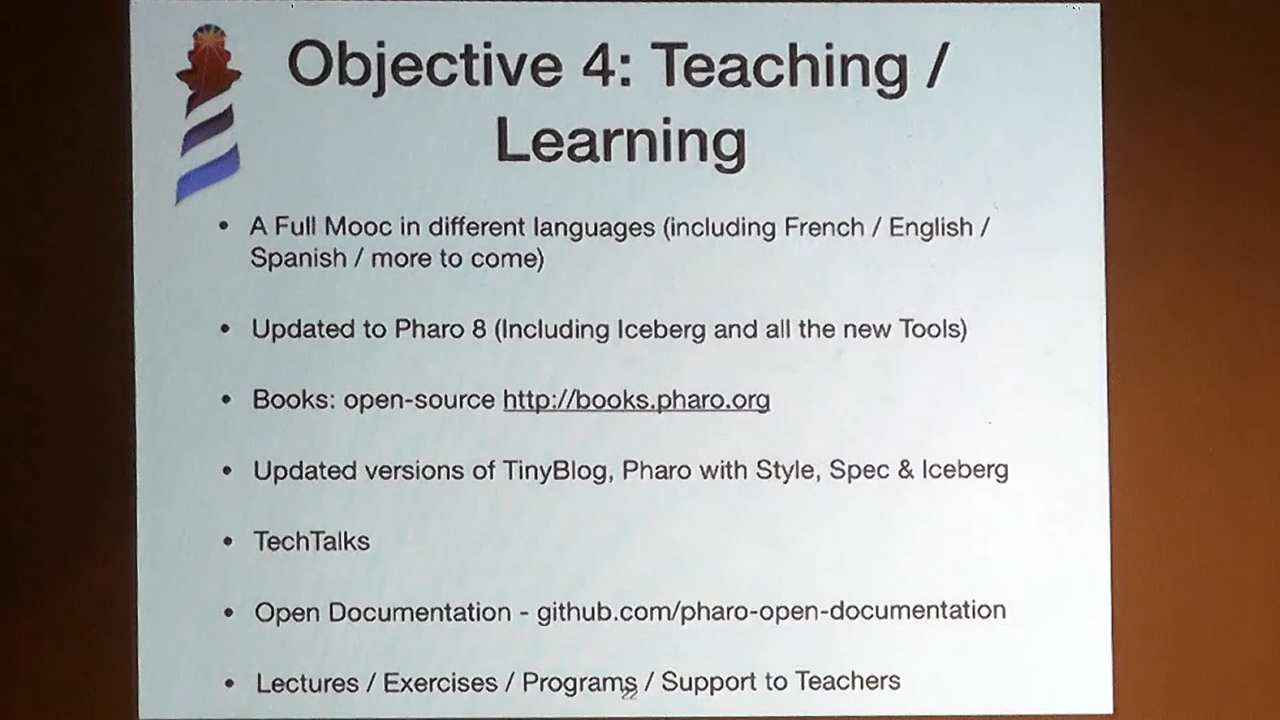 Objective 4: Teaching /
Learning
• A Full Mooc in different languages (including French / English /
Spanish / more to come)
• Updated to Pharo 8 (Including Iceberg and all the new Tools)
• Books: open-source http://books.pharo.org
• Updated versions of TinyBlog, Pharo with Style, Spec & Iceberg
• TechTalks
• Open Documentation - github.com/pharo-open-documentation
• Lectures / Exercises / Programs / Support to Teachers